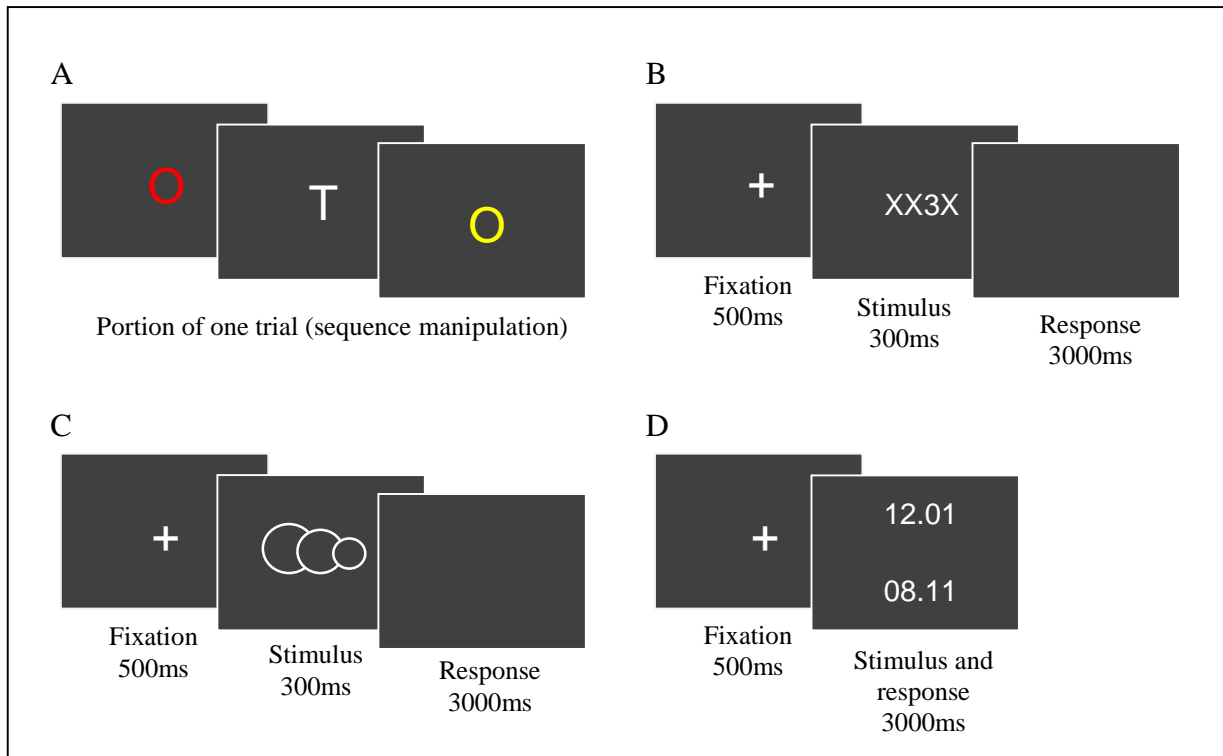 A
O
T
O
Portion of one trial (sequence manipulation)
B
+
XX3X
Fixation
500ms
Stimulus
300ms
Response
3000ms
C
+
Fixation
500ms
Stimulus
300ms
Response
3000ms
D
+
12.01
08.11
Fixation
500ms
Stimulus and
response
3000ms